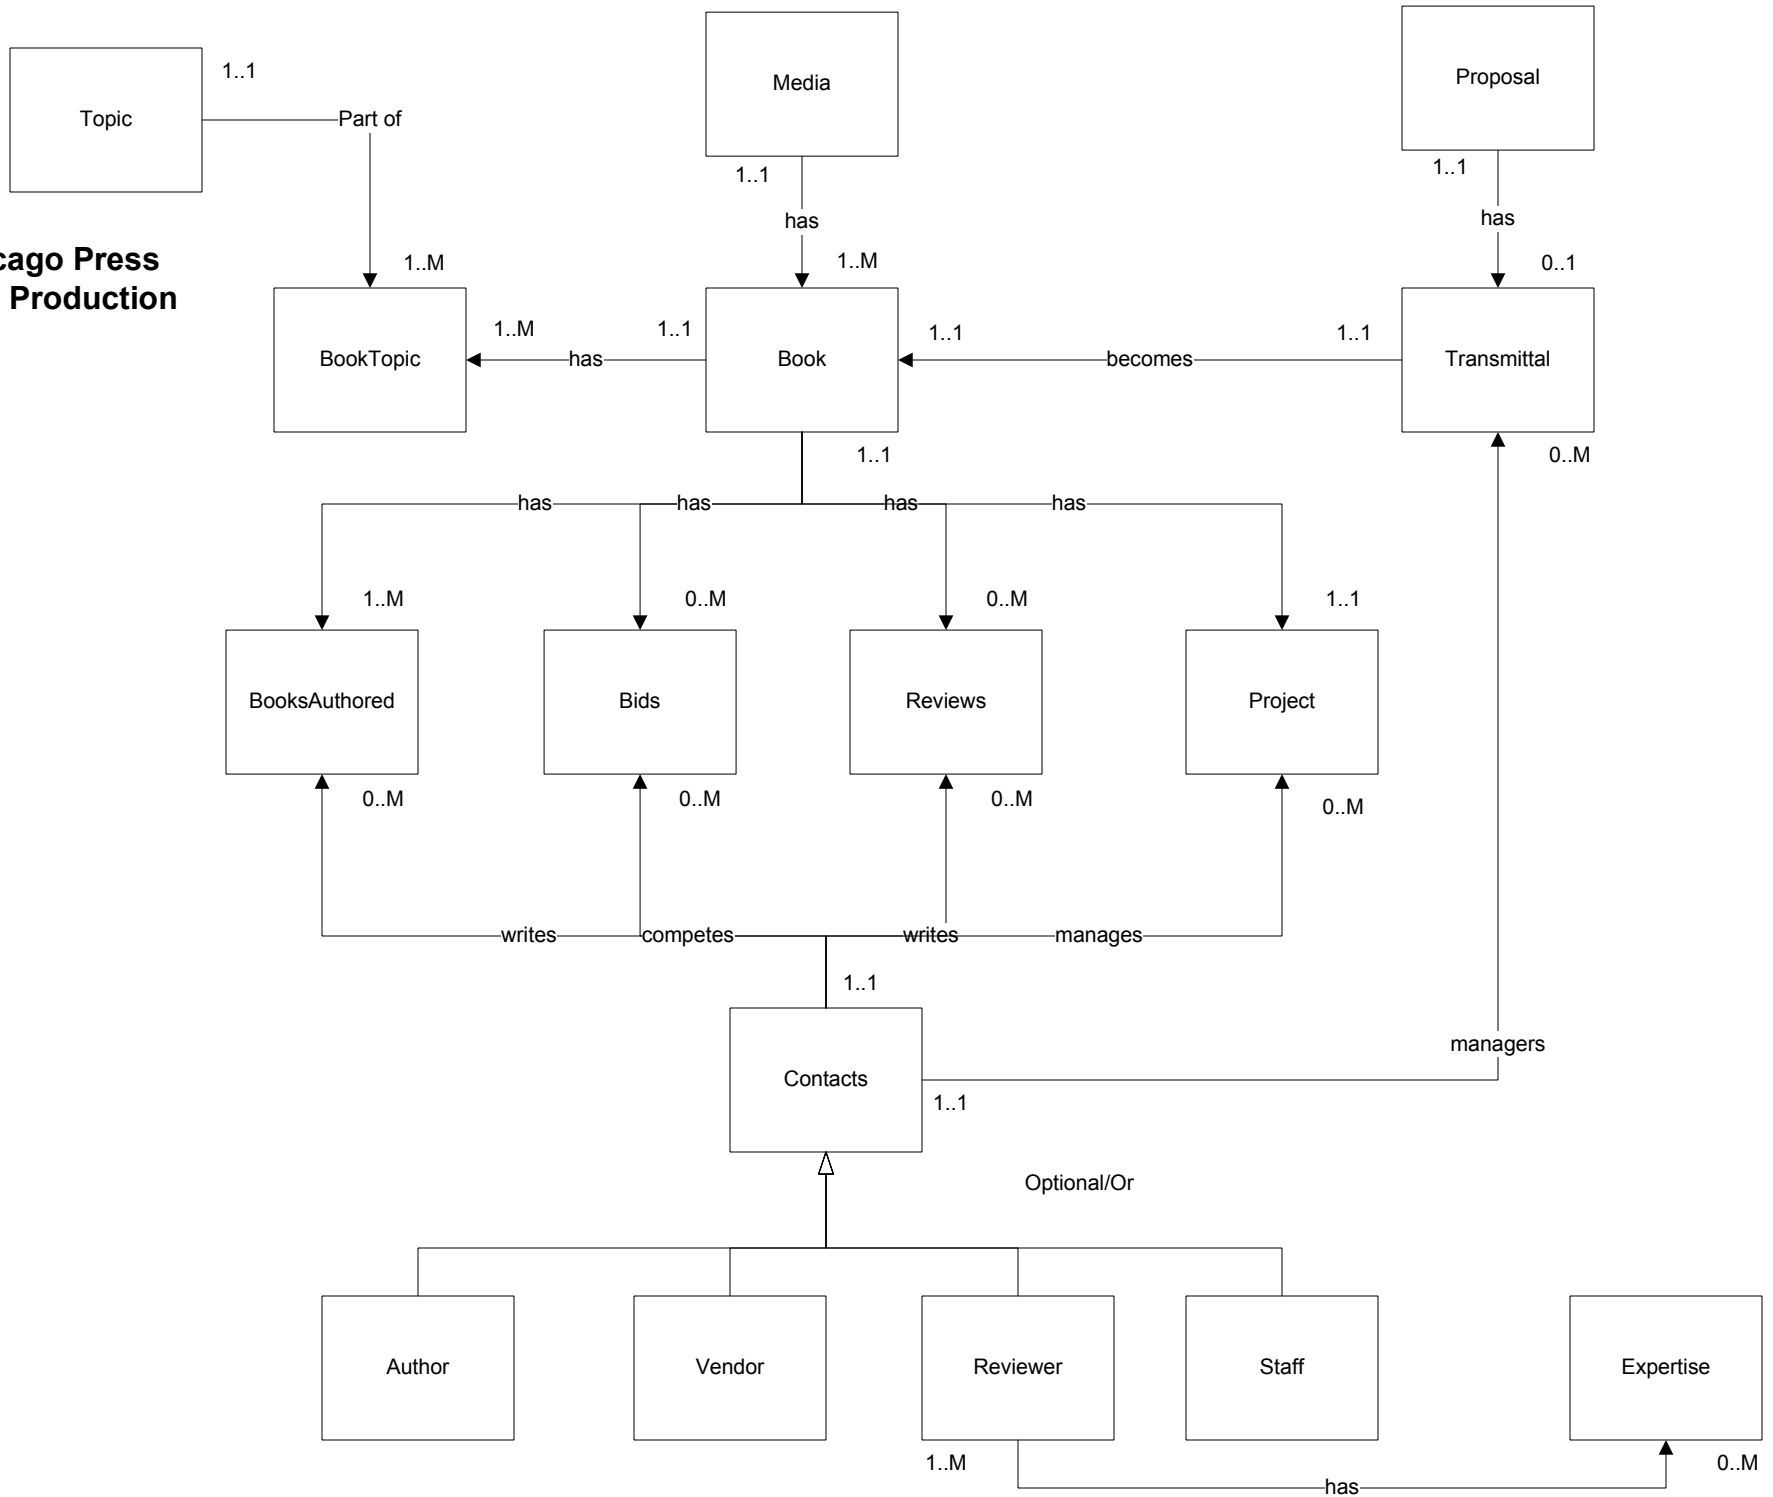 Media
Proposal
1..1
Topic
Part of
1..1
1..1
has
has
cago Press
Production
1..M
1..M
0..1
BookTopic
1..M
has
1..1
Book
1..1
becomes
1..1
Transmittal
1..1
0..M
has
has
has
has
1..M
0..M
0..M
1..1
BooksAuthored
Bids
Reviews
Project
0..M
0..M
0..M
0..M
writes
competes
writes
manages
1..1
managers
Contacts
1..1
Optional/Or
Author
Vendor
Reviewer
Staff
Expertise
1..M
0..M
has